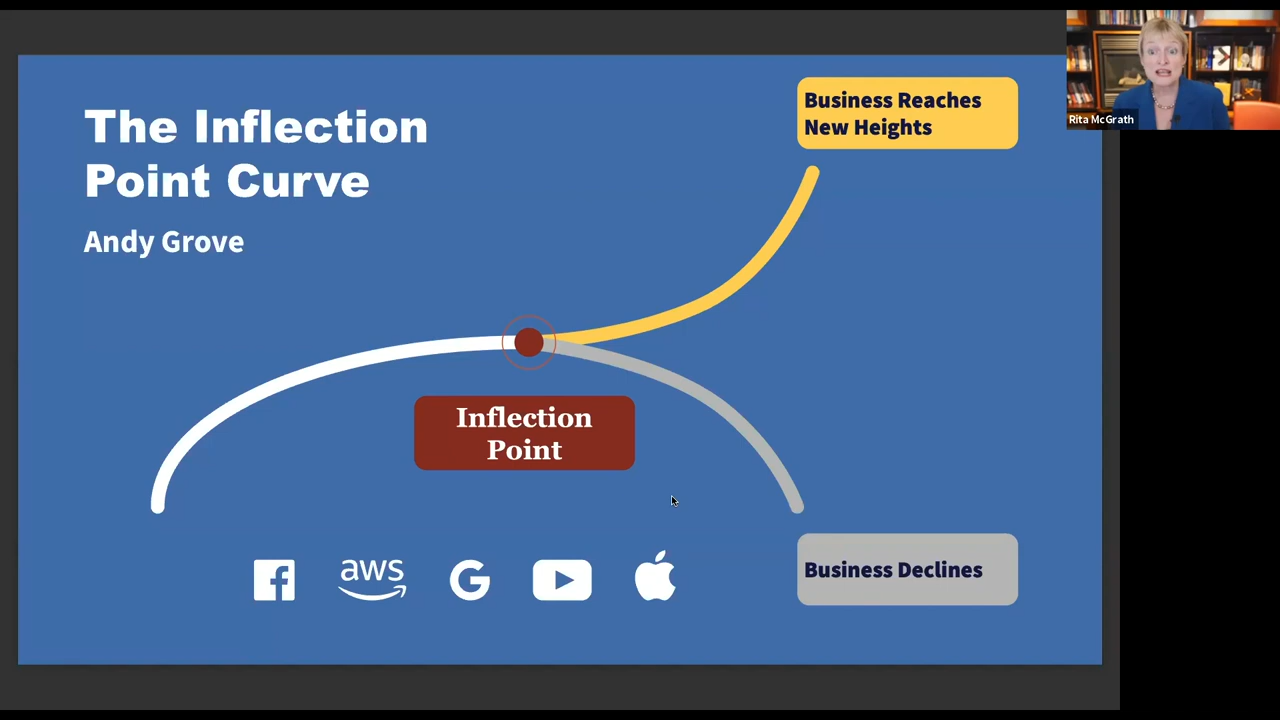 The Inflection
Point Curve
Andy Grove
Business Reaches
New Heights
Rita McGrath
Inflection
Point
Business Declines
aws